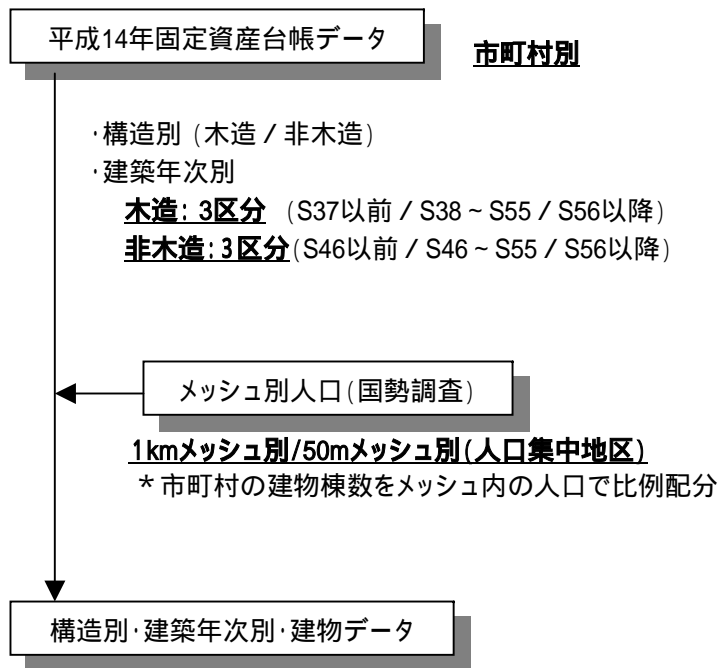 平成14年固定資産台帳データ
市町村別
・構造別（木造／非木造）
・建築年次別
木造：3区分 （S37以前／S38～S55／S56以降）
非木造：3区分（S46以前／S46～S55／S56以降）
メッシュ別人口（国勢調査）
1kmメッシュ別/50mメッシュ別（人口集中地区）
＊市町村の建物棟数をメッシュ内の人口で比例配分
構造別・建築年次別・建物データ